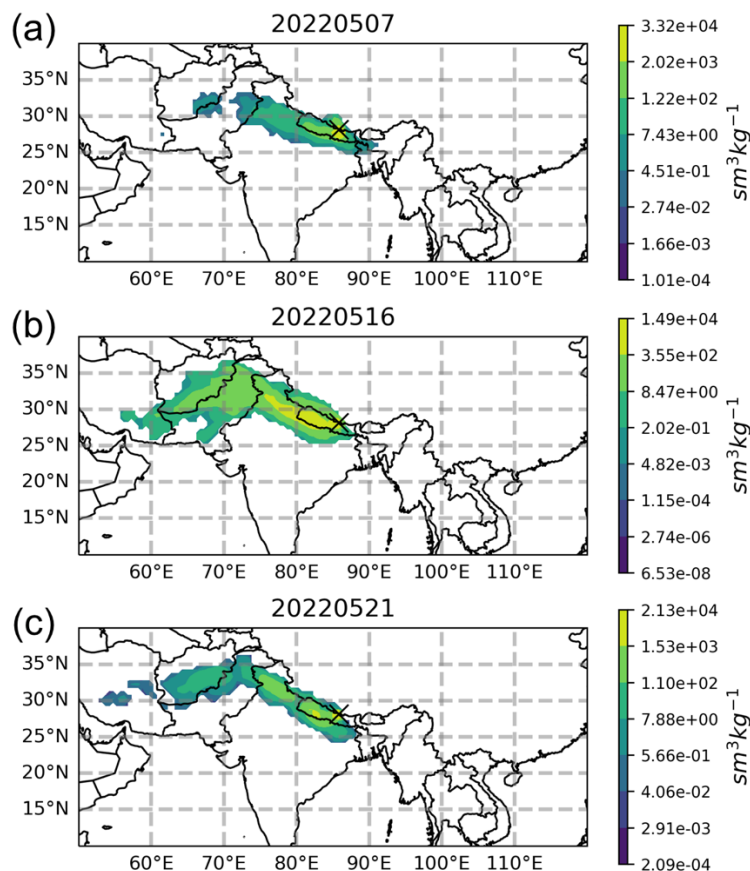 (a)
20220507
35°N
30°N
25°N
20°N
15°N
60°E 70°E 80°E 90°E 100°E 110°E
3.32e+04
2.02e+03
1.22e+02
7.43e+00
4.51e-01
2.74e-02
1.66e-03
1.01e-04
sm³kg⁻¹
(b)
20220516
35°N
30°N
25°N
20°N
15°N
60°E 70°E 80°E 90°E 100°E 110°E
1.49e+04
3.55e+02
8.47e+00
2.02e-01
4.82e-03
1.15e-04
2.74e-06
6.53e-08
sm³kg⁻¹
(c)
20220521
35°N
30°N
25°N
20°N
15°N
60°E 70°E 80°E 90°E 100°E 110°E
2.13e+04
1.53e+03
1.10e+02
7.88e+00
5.66e-01
4.06e-02
2.91e-03
2.09e-04
sm³kg⁻¹